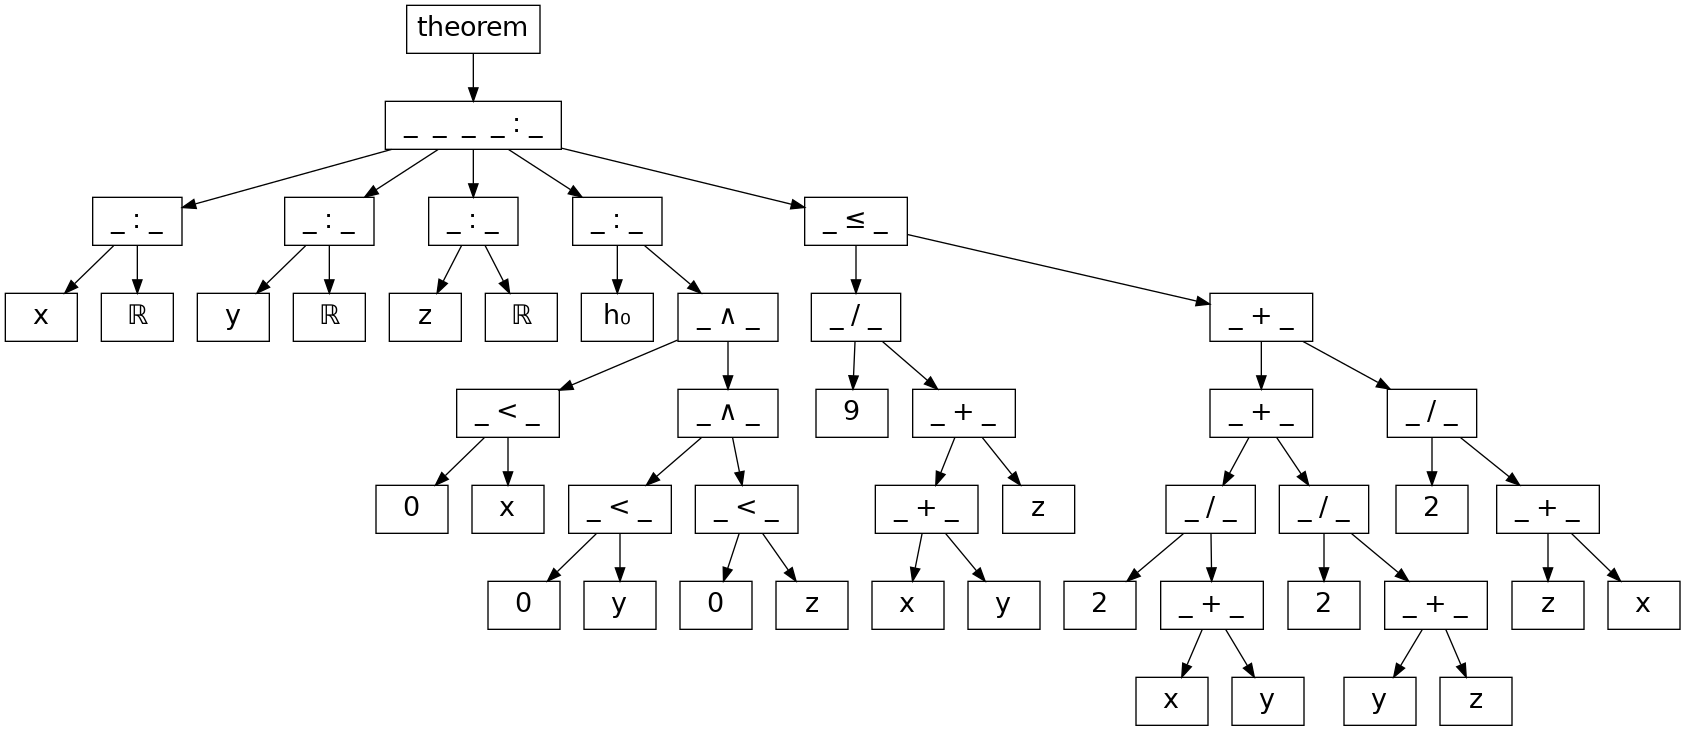 theorem
_ _ _ _ : _
_ : _ _ : _ _ : _ _ : _ _ ≤ _
x ℝ y ℝ z ℝ h₀ _ ∧ _ _ / _ _ + _
_ < _ _ ∧ _ 9 _ + _ _ + _ _ / _
0 x _ < _ _ < _ _ + _ z _ / _ _ / _ 2 _ + _
0 y 0 z x y 2 _ + _ 2 _ + _ z x
x y y z